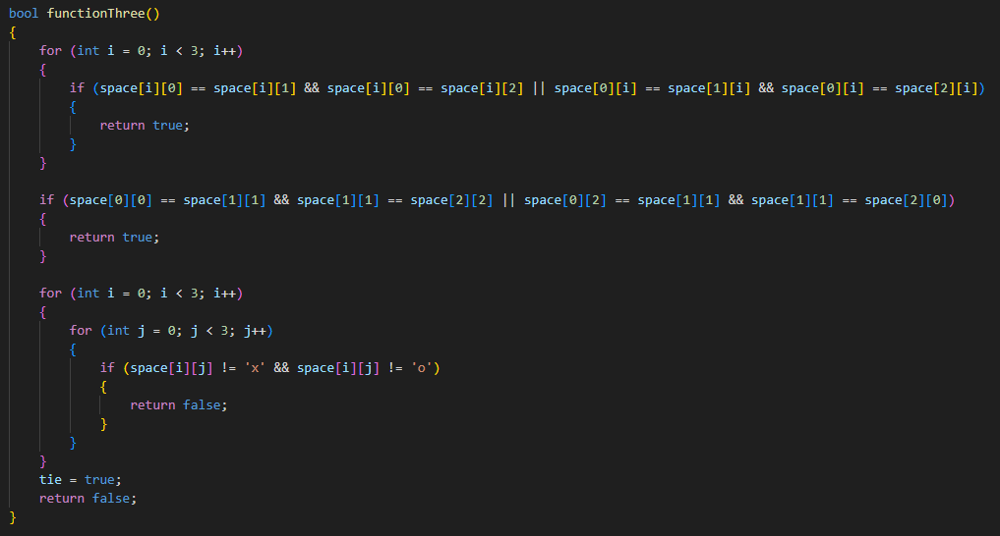 bool functionThree()
{
    for (int i = 0; i < 3; i++)
    {
        if (space[i][0] == space[i][1] && space[i][0] == space[i][2] || space[0][i] == space[1][i] && space[0][i] == space[2][i])
        {
            return true;
        }
    }

    if (space[0][0] == space[1][1] && space[1][1] == space[2][2] || space[0][2] == space[1][1] && space[1][1] == space[2][0])
    {
        return true;
    }

    for (int i = 0; i < 3; i++)
    {
        for (int j = 0; j < 3; j++)
        {
            if (space[i][j] != 'x' && space[i][j] != 'o')
            {
                return false;
            }
        }
    }
    tie = true;
    return false;
}